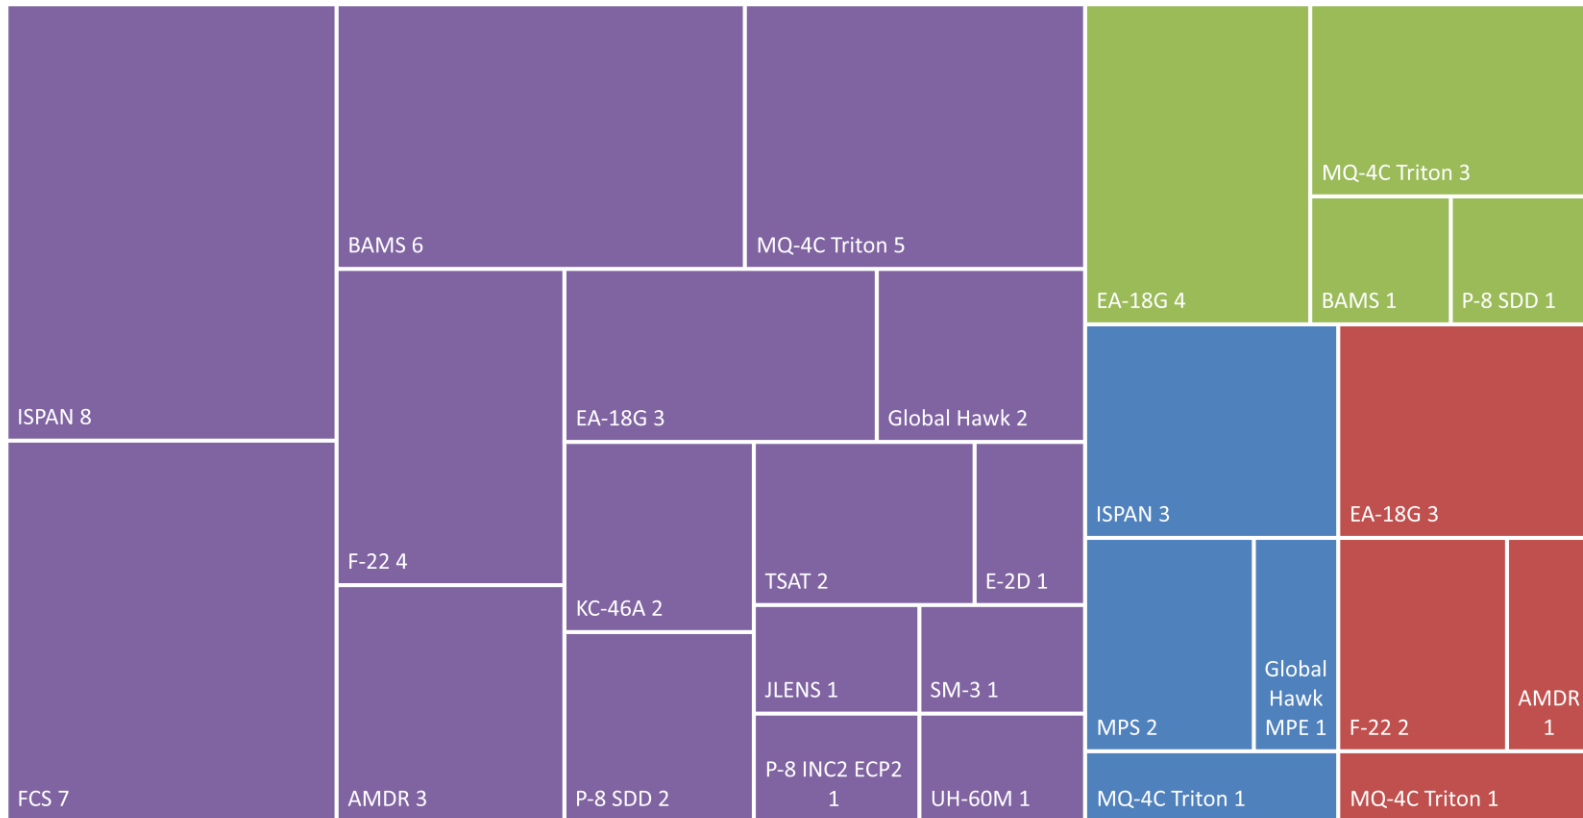 ISPAN 8
FCS 7
BAMS 6
MQ-4C Triton 5
F-22 4
AMDR 3
EA-18G 3
Global Hawk 2
KC-46A 2
P-8 SDD 2
TSAT 2
E-2D 1
JLENS 1
SM-3 1
P-8 INC2 ECP2
1
UH-60M 1
EA-18G 4
MQ-4C Triton 3
BAMS 1
P-8 SDD 1
ISPAN 3
MPS 2
Global
Hawk
MPE 1
MQ-4C Triton 1
EA-18G 3
F-22 2
AMDR
1
MQ-4C Triton 1